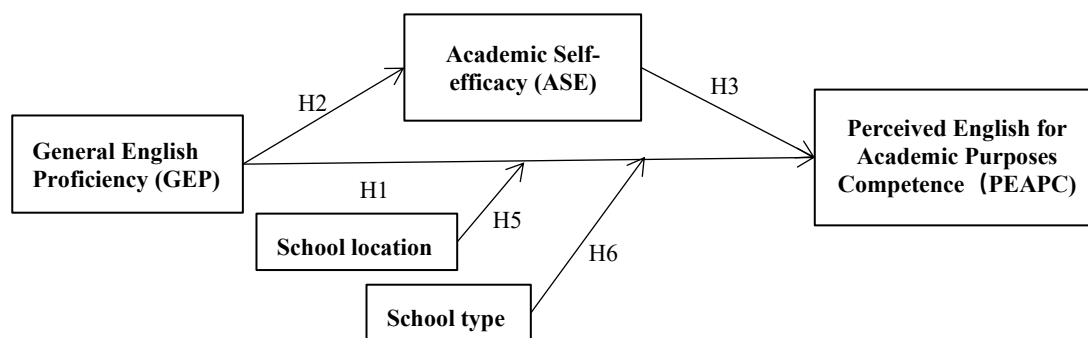 Academic Self-
efficacy (ASE)
H2
H3
General English
Proficiency (GEP)
Perceived English for
Academic Purposes
Competence（PEAPC)
H1
H5
School location
H6
School type